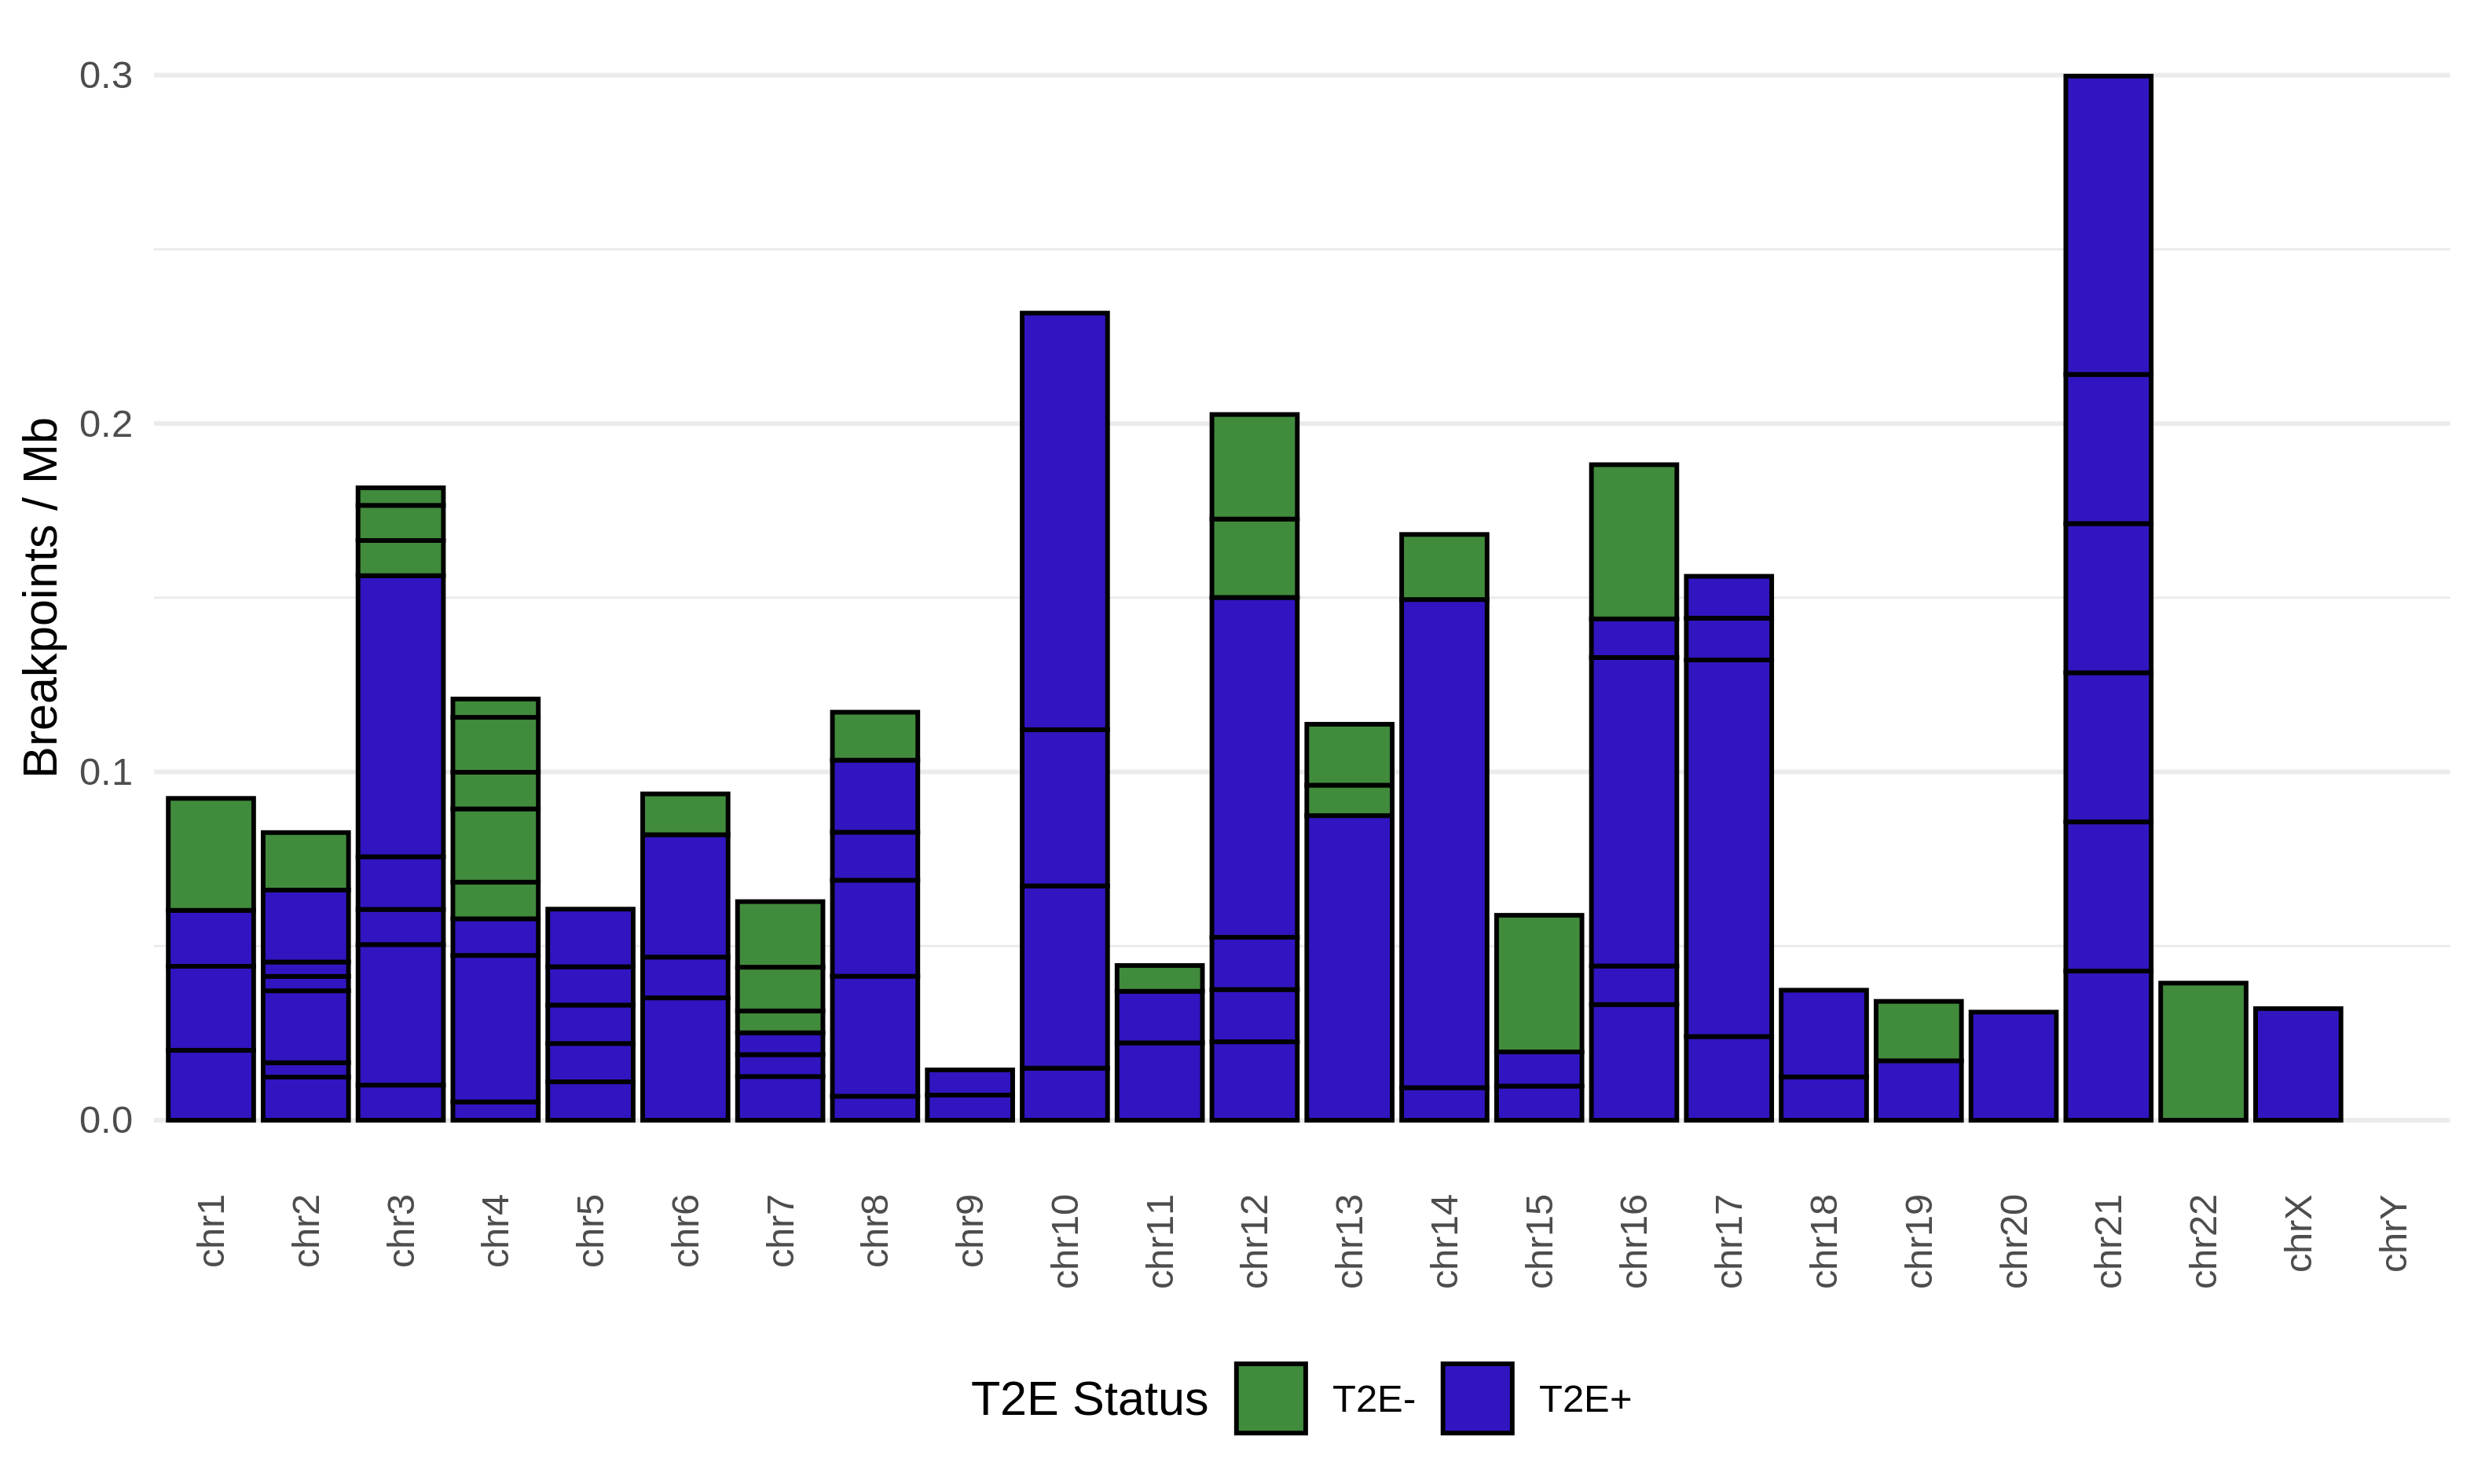 Breakpoints / Mb
0.3
0.2
0.1
0.0
chr1
chr2
chr3
chr4
chr5
chr6
chr7
chr8
chr9
chr10
chr11
chr12
chr13
chr14
chr15
chr16
chr17
chr18
chr19
chr20
chr21
chr22
chrX
chrY
T2E Status T2E- T2E+